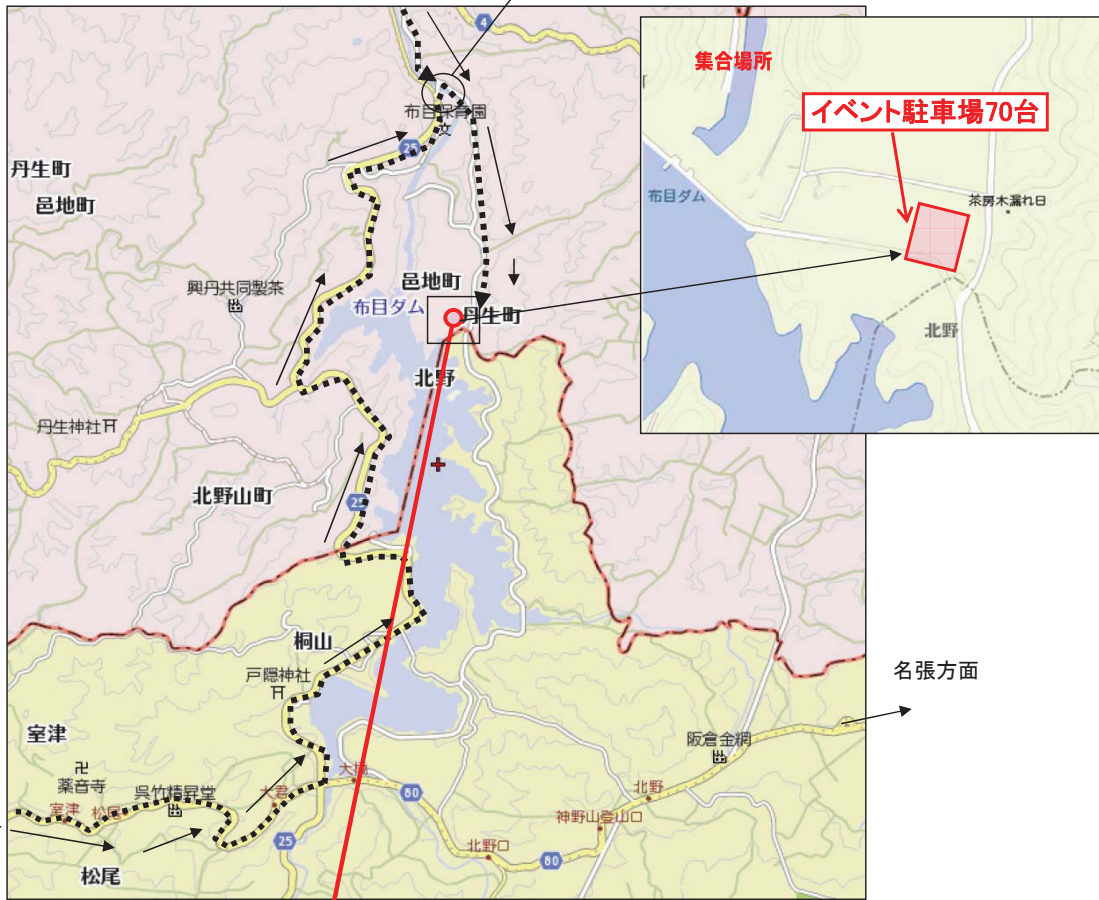 4
布目保育園
文
25
丹生町
邑地町
興丹共同製茶
邑地町
布目ダム
丹生町
北野
丹生神社
25
北野山町
桐山
戸隠神社
室津
薬音寺
室津
松尾
呉竹精昇堂
大君
大橋
80
25
北野口
80
神野山登山口
北野
阪倉金網
松尾
名張方面
集合場所
イベント駐車場70台
布目ダム
茶房木漏れ日
北野